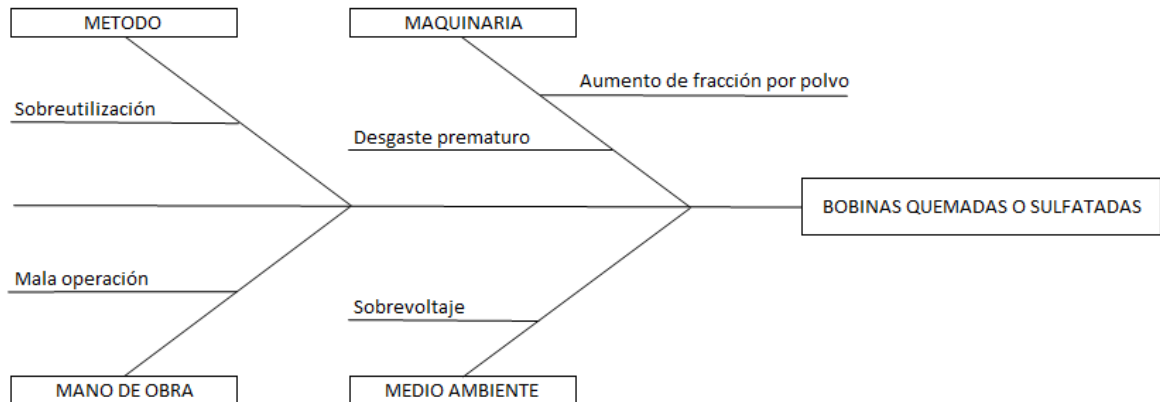 METODO
MAQUINARIA
Aumento de fracción por polvo
Sobreutilización
Desgaste prematuro
BOBINAS QUEMADAS O SULFATADAS
Mala operación
Sobrevoltaje
MANO DE OBRA
MEDIO AMBIENTE